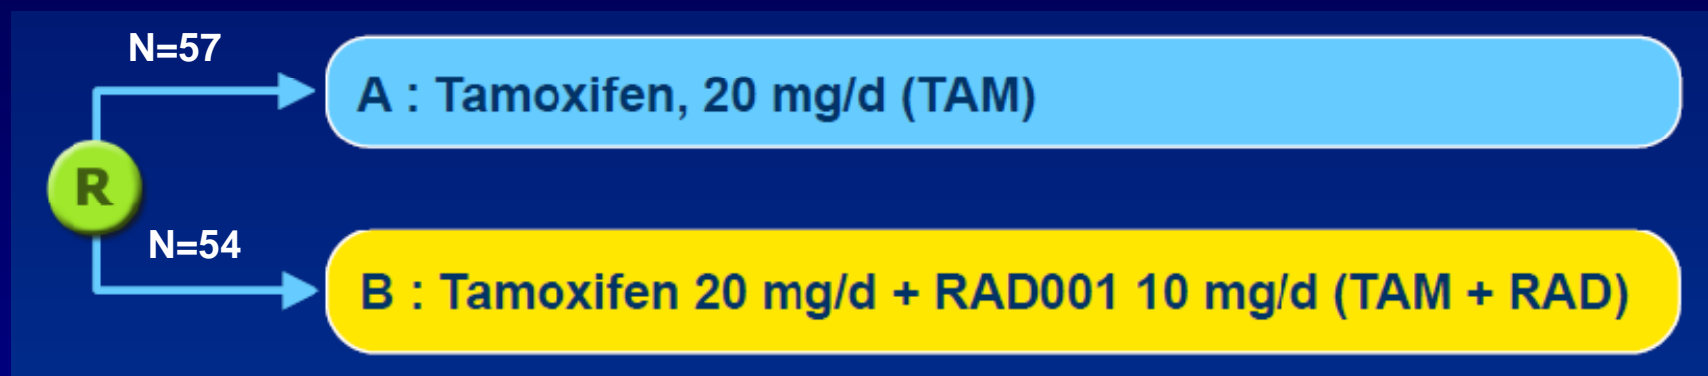 N=57
A : Tamoxifen, 20 mg/d (TAM)
R
N=54
B : Tamoxifen 20 mg/d + RAD001 10 mg/d (TAM + RAD)